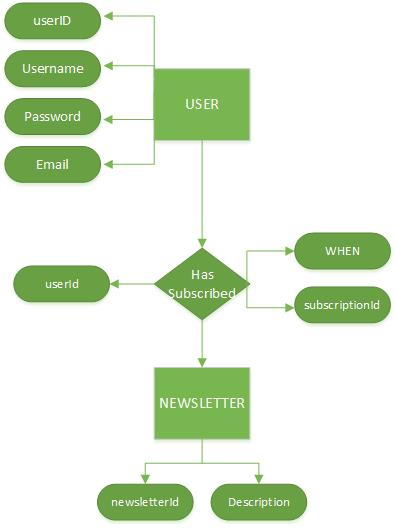 userID
Username
Password
Email
USER
Has
Subscribed
WHEN
userId
subscriptionId
NEWSLETTER
newsletterId
Description